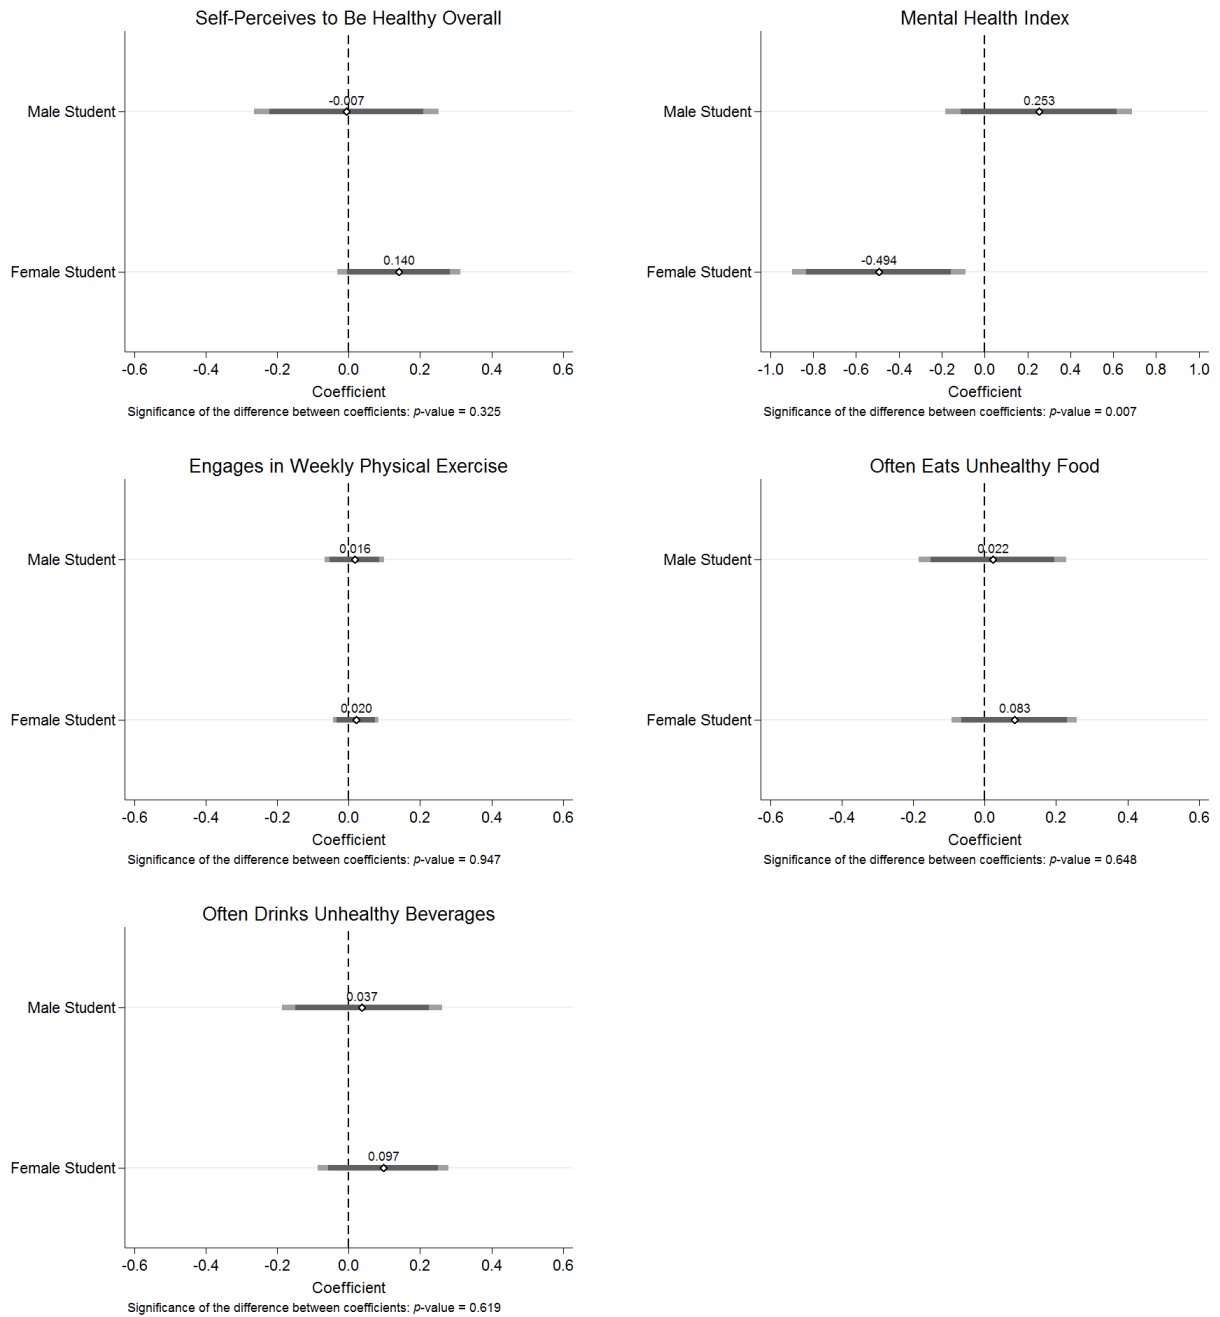 Self-Perceives to Be Healthy Overall
Male Student
-0.007
Female Student
0.140
-0.6 -0.4 -0.2 0.0 0.2 0.4 0.6
Coefficient
Significance of the difference between coefficients: p-value = 0.325
Mental Health Index
Male Student
0.253
Female Student
-0.494
-1.0 -0.8 -0.6 -0.4 -0.2 0.0 0.2 0.4 0.6 0.8 1.0
Coefficient
Significance of the difference between coefficients: p-value = 0.007
Engages in Weekly Physical Exercise
Male Student
0.016
Female Student
0.020
-0.6 -0.4 -0.2 0.0 0.2 0.4 0.6
Coefficient
Significance of the difference between coefficients: p-value = 0.947
Often Eats Unhealthy Food
Male Student
0.022
Female Student
0.083
-0.6 -0.4 -0.2 0.0 0.2 0.4 0.6
Coefficient
Significance of the difference between coefficients: p-value = 0.648
Often Drinks Unhealthy Beverages
Male Student
0.037
Female Student
0.097
-0.6 -0.4 -0.2 0.0 0.2 0.4 0.6
Coefficient
Significance of the difference between coefficients: p-value = 0.619